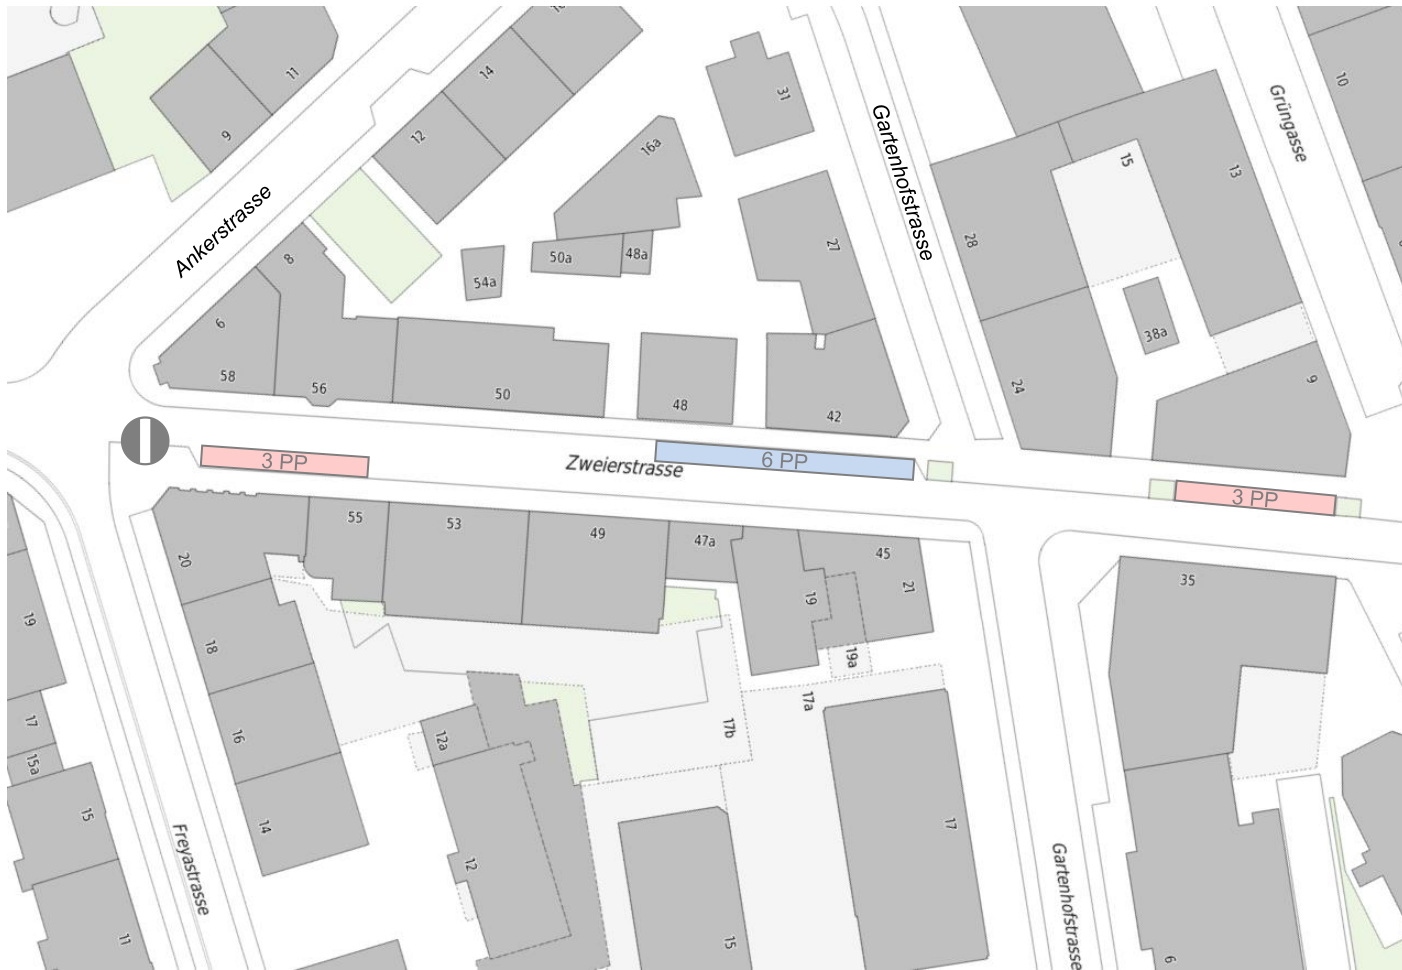 14
11
12
9
31
16a
Gartenhofstrasse
Grüngasse
10
15
13
28
Ankerstrasse
8
6
58
56
50
54a
50a
48a
27
48
42
38a
24
9
3 PP
Zweierstrasse
6 PP
3 PP
20
55
53
49
47a
45
21
19
19a
35
19
18
17
15a
16
12a
17b
17a
15
14
12
17
11
15
6
Freyastrasse
Gartenhofstrasse